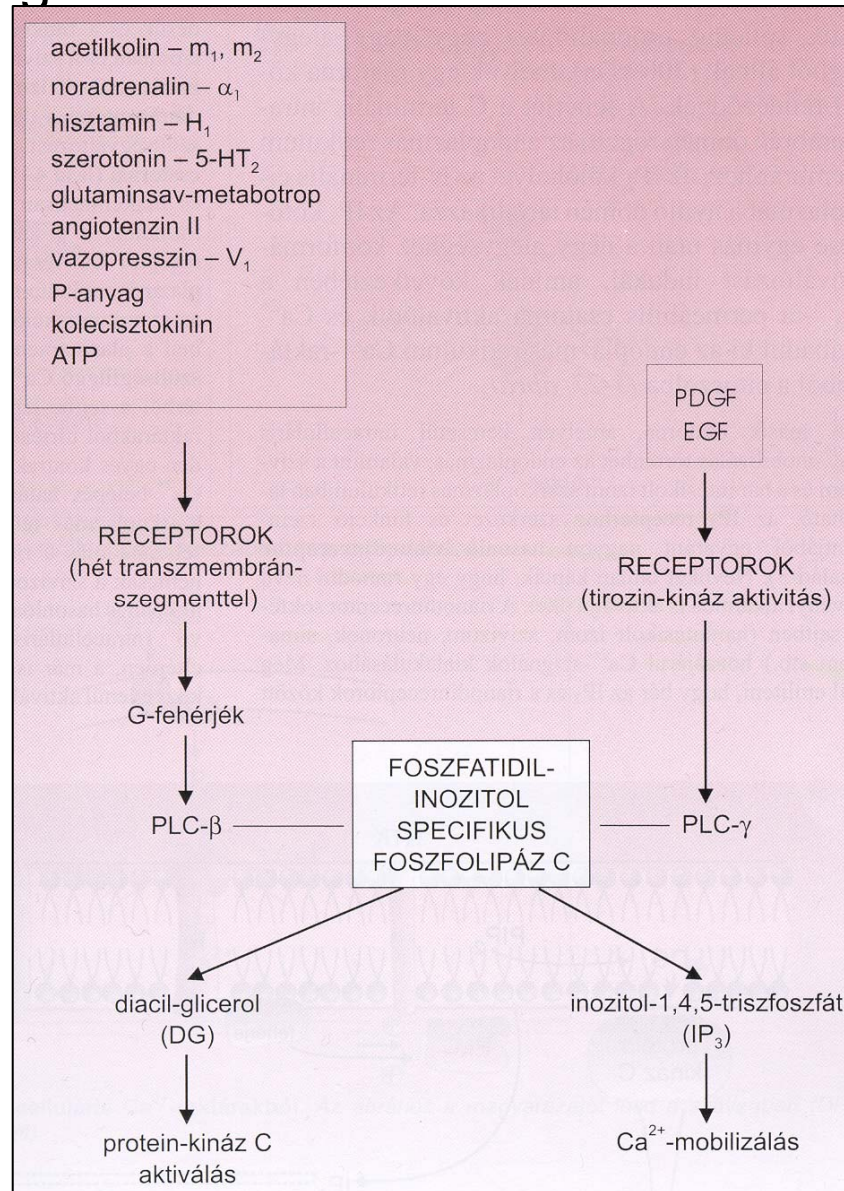 acetilkolin – m₁, m₂
noradrenalin – α₁
hisztamin – H₁
szerotonin – 5-HT₂
glutaminsav-metabotrop
angiotenzin II
vazopresszin – V₁
P-anyag
kolecisztokinin
ATP
PDGF
EGF
RECEPTOROK
(hét transzmembrán-
szegmenttel)
RECEPTOROK
(tirozin-kináz aktivitás)
G-fehérjék
PLC-β
FOSZFATIDIL-
INOZITOL
SPECIFIKUS
FOSZFOLIPÁZ C
PLC-γ
diacil-glicerol
(DG)
inozitol-1,4,5-triszfoszfát
(IP₃)
protein-kináz C
aktiválás
Ca²⁺-mobilizálás